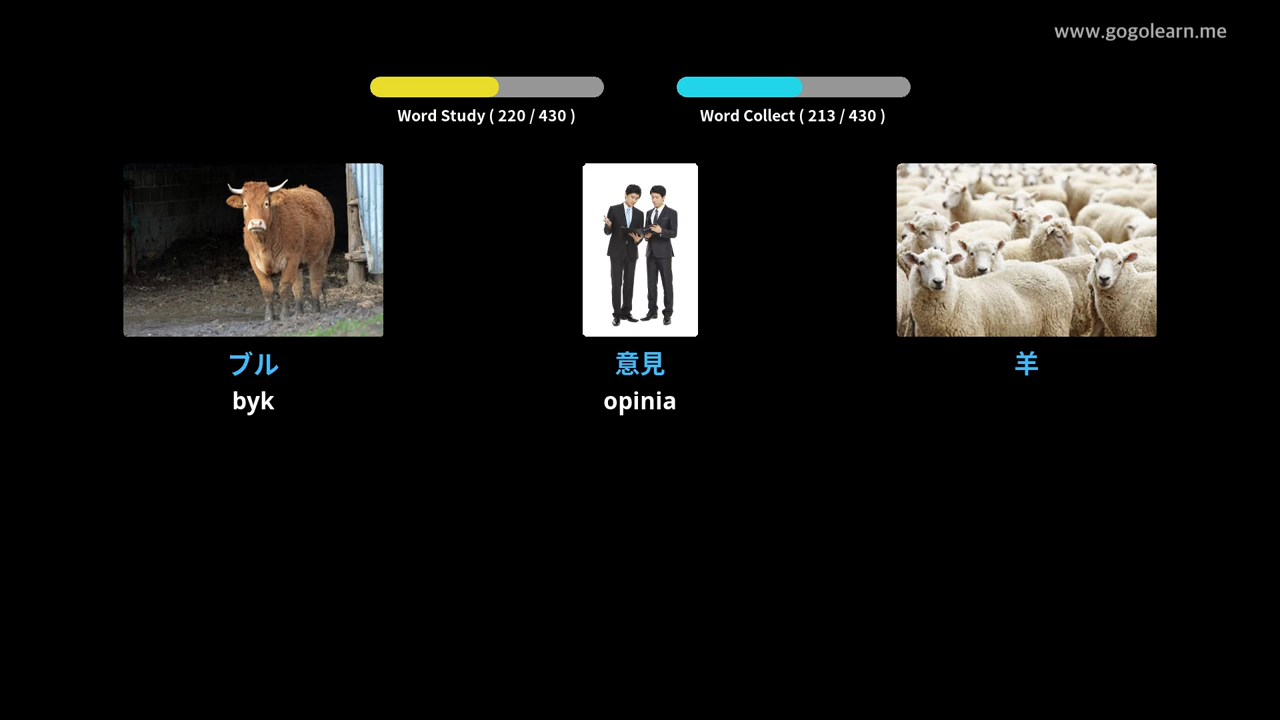 www.gogolearn.me
Word Study ( 220 / 430 )
Word Collect ( 213 / 430 )
ブル
意見
羊
byk
opinia